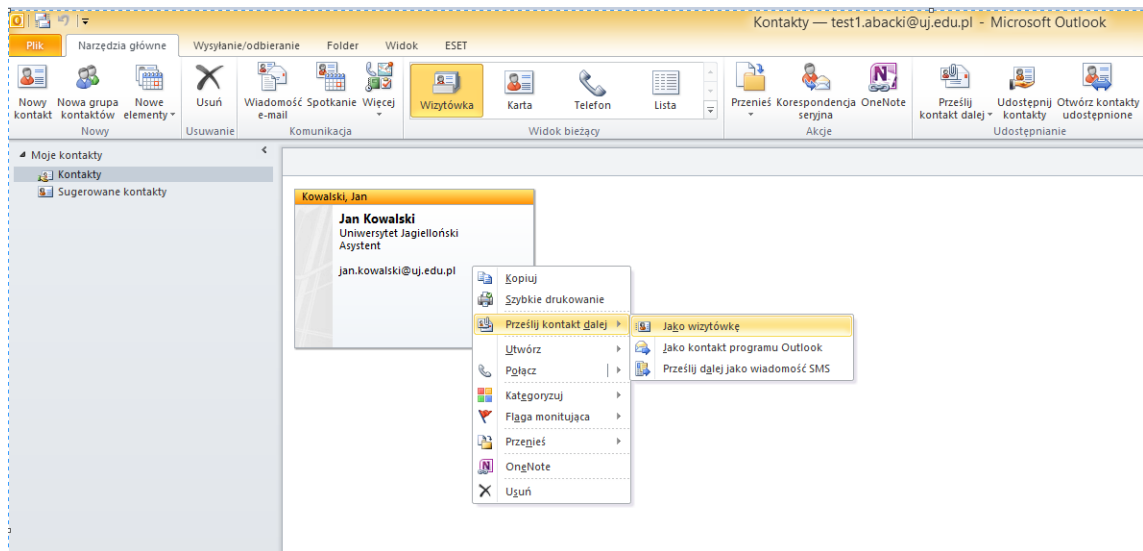 Kontakty — test1.abacki@uj.edu.pl - Microsoft Outlook
Plik Narzędzia główne Wysyłanie/odbieranie Folder Widok ESET
Nowy kontakt
Nowa grupa kontaktów
Nowe elementy
Nowy
Usuń
Usuwanie
Wiadomość e-mail
Spotkanie
Więcej
Komunikacja
Wizytówka
Karta
Telefon
Lista
Widok bieżący
Przenieś
Korespondencja seryjna
OneNote
Akcje
Prześlij kontakt dalej
Udostępnij kontakty
Otwórz kontakty udostępnione
Udostępnianie
Moje kontakty
Kontakty
Sugerowane kontakty
Kowalski, Jan
Jan Kowalski
Uniwersytet Jagielloński
Asystent
jan.kowalski@uj.edu.pl
Kopiuj
Szybkie drukowanie
Prześlij kontakt dalej
Jako wizytówkę
Jako kontakt programu Outlook
Prześlij dalej jako wiadomość SMS
Utwórz
Połącz
Kategoryzuj
Flaga monitująca
Przenieś
OneNote
Usuń